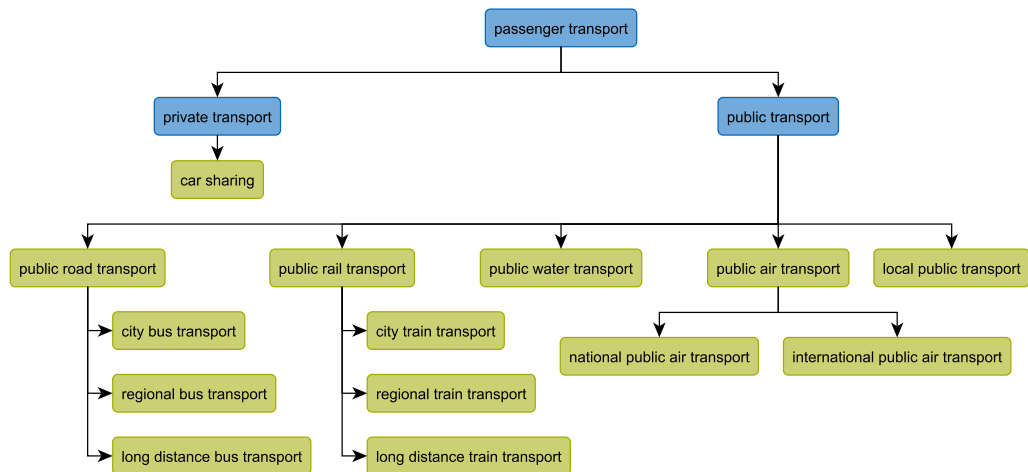 passenger transport
private transport
public transport
car sharing
public road transport
public rail transport
public water transport
public air transport
local public transport
city bus transport
city train transport
national public air transport
international public air transport
regional bus transport
regional train transport
long distance bus transport
long distance train transport